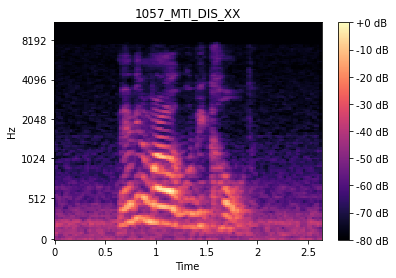 1057_MTI_DIS_XX
+0 dB
8192
-10 dB
4096
-20 dB
-30 dB
2048
Hz
-40 dB
1024
-50 dB
512
-60 dB
-70 dB
0
-80 dB
0 0.5 1 1.5 2 2.5
Time